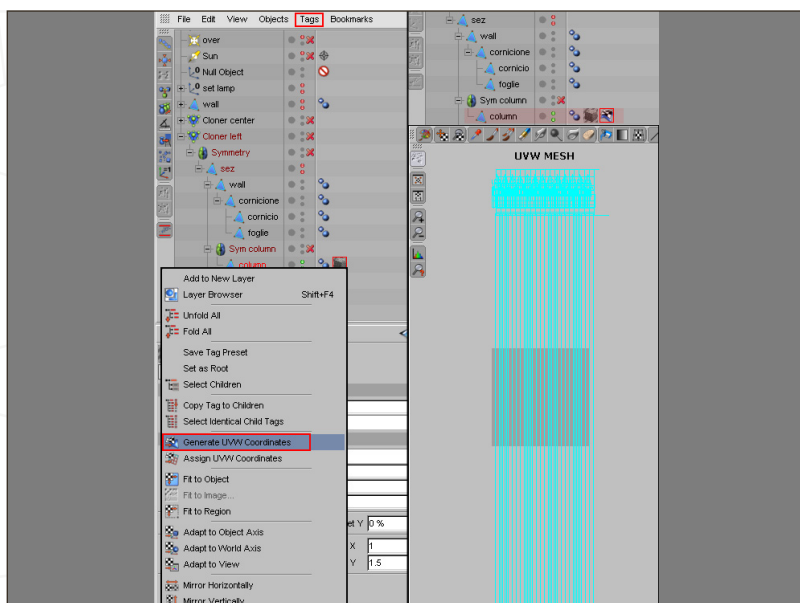 File Edit View Objects Tags Bookmarks
over
Sun
Null Object
set lamp
wall
Cloner center
Cloner left
Symmetry
sez
wall
cornicione
cornicio
foglie
Sym column
column
Add to New Layer
Layer Browser Shift+F4
Unfold All
Fold All
Save Tag Preset
Set as Root
Select Children
Copy Tag to Children
Select Identical Child Tags
Generate UVW Coordinates
Assign UVW Coordinates
Fit to Object
Fit to Image...
Fit to Region
Adapt to Object Axis
Adapt to World Axis
Adapt to View
Mirror Horizontally
Mirror Vertically
et Y 0 %
X 1
Y 1.5
sez
wall
cornicione
cornicio
foglie
Sym column
column
UVW MESH